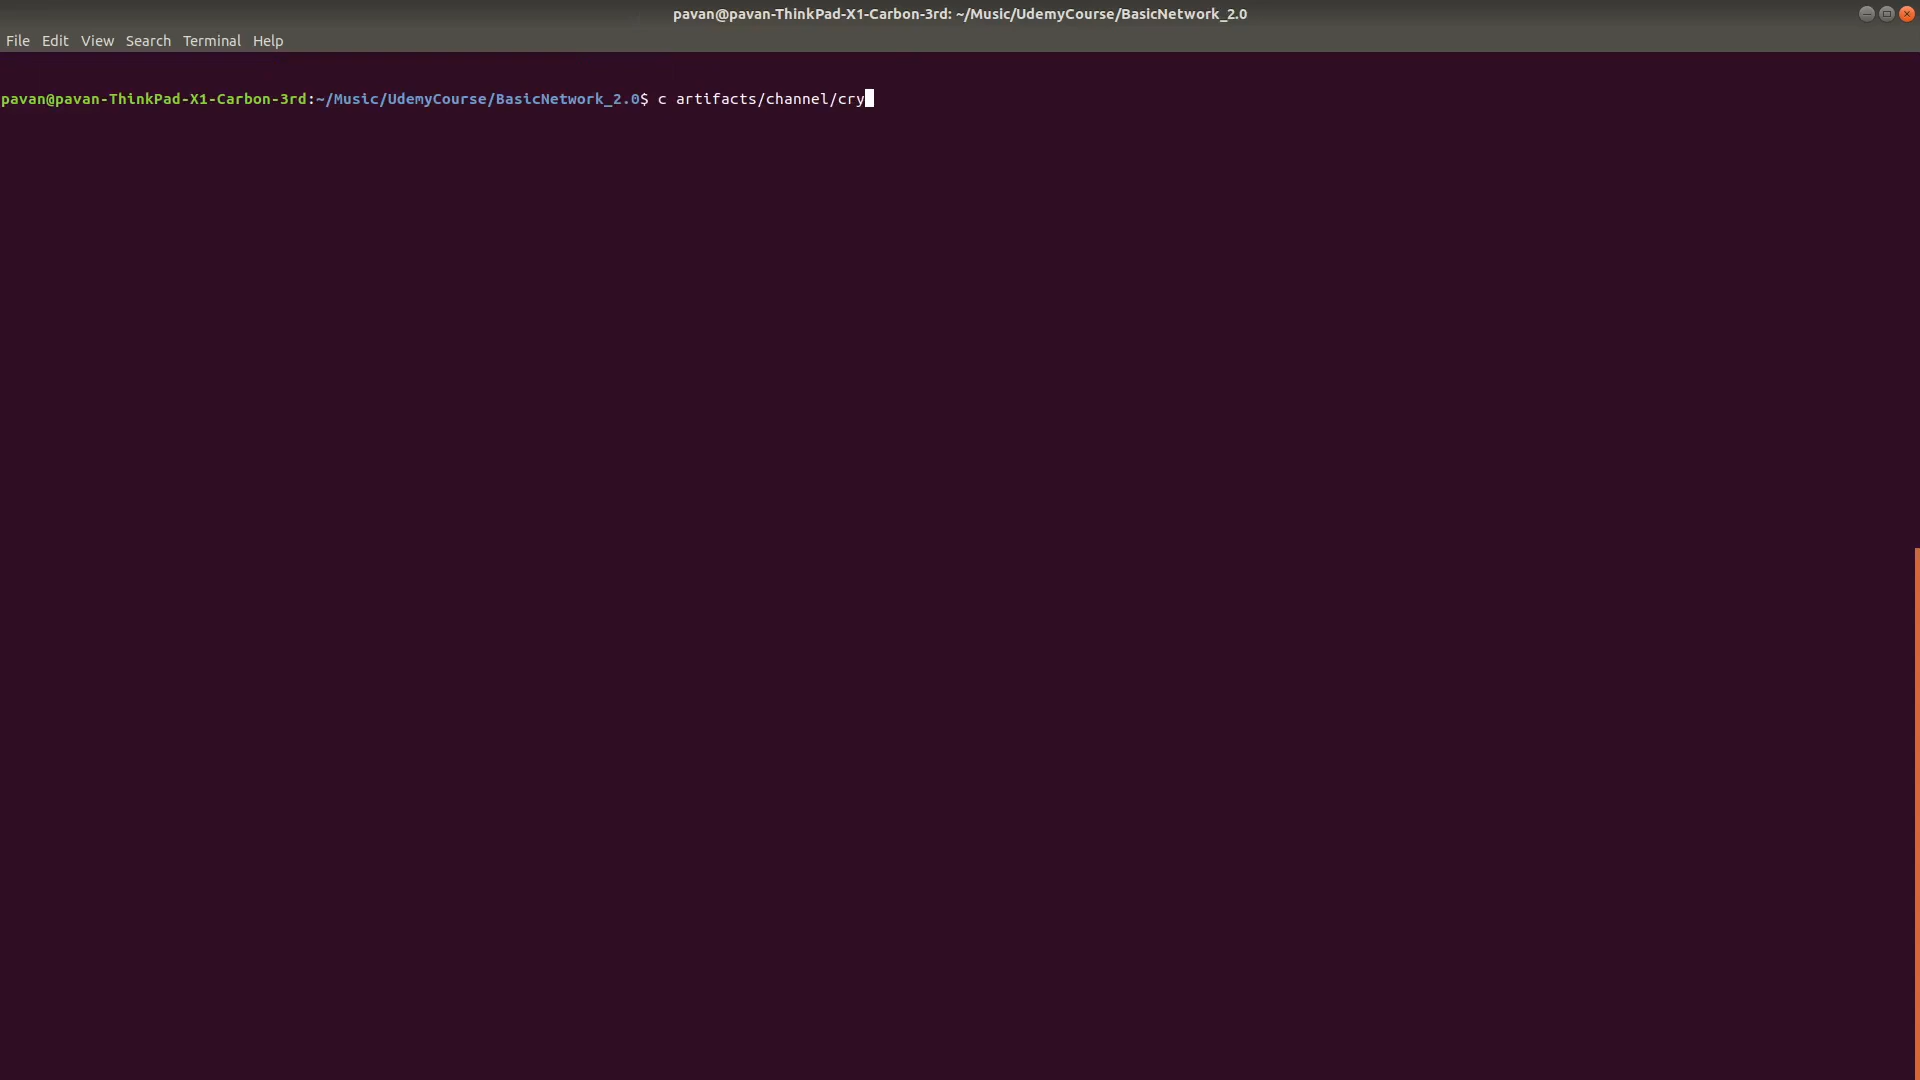 pavan@pavan-ThinkPad-X1-Carbon-3rd: ~/Music/UdemyCourse/BasicNetwork_2.0
File Edit View Search Terminal Help
pavan@pavan-ThinkPad-X1-Carbon-3rd:~/Music/UdemyCourse/BasicNetwork_2.0$ c artifacts/channel/cry